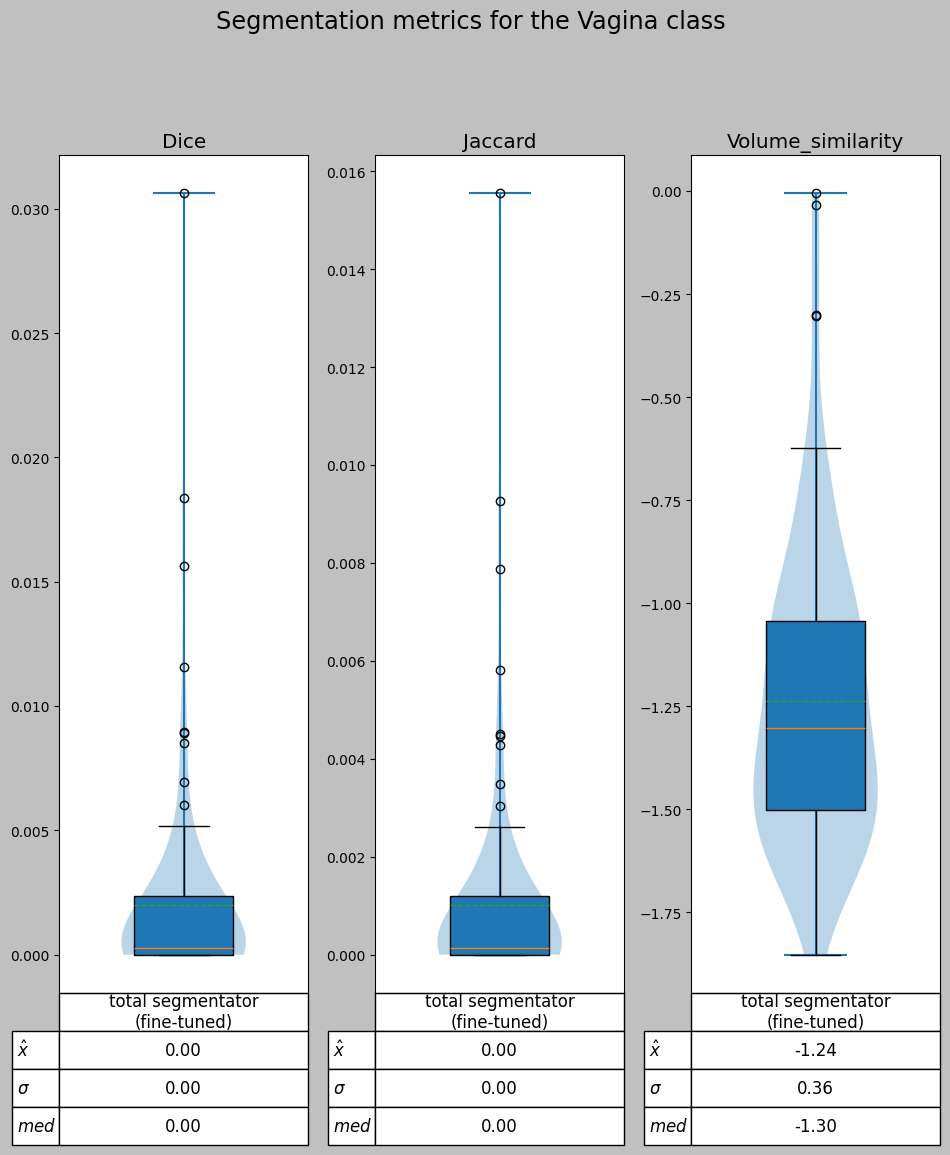 Segmentation metrics for the Vagina class
Dice
Jaccard
Volume_similarity
0.030
0.025
0.020
0.015
0.010
0.005
0.000
0.016
0.014
0.012
0.010
0.008
0.006
0.004
0.002
0.000
0.00
−0.25
−0.50
−0.75
−1.00
−1.25
−1.50
−1.75
total segmentator
(fine-tuned)
x̂ 0.00
σ 0.00
med 0.00
total segmentator
(fine-tuned)
x̂ 0.00
σ 0.00
med 0.00
total segmentator
(fine-tuned)
x̂ -1.24
σ 0.36
med -1.30